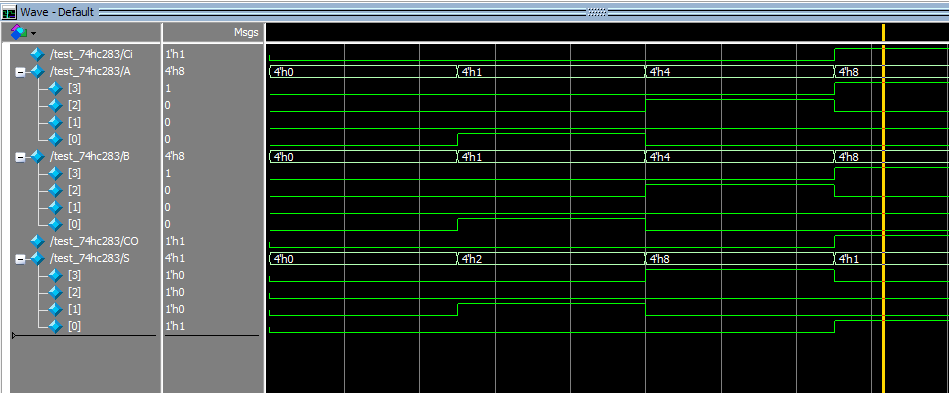 Wave - Default
Msgs
/test_74hc283/Ci 1'h1
/test_74hc283/A 4'h8 4'h0 4'h1 4'h4 4'h8
[3] 1
[2] 0
[1] 0
[0] 0
/test_74hc283/B 4'h8 4'h0 4'h1 4'h4 4'h8
[3] 1
[2] 0
[1] 0
[0] 0
/test_74hc283/CO 1'h1
/test_74hc283/S 4'h1 4'h0 4'h2 4'h8 4'h1
[3] 1'h0
[2] 1'h0
[1] 1'h0
[0] 1'h1